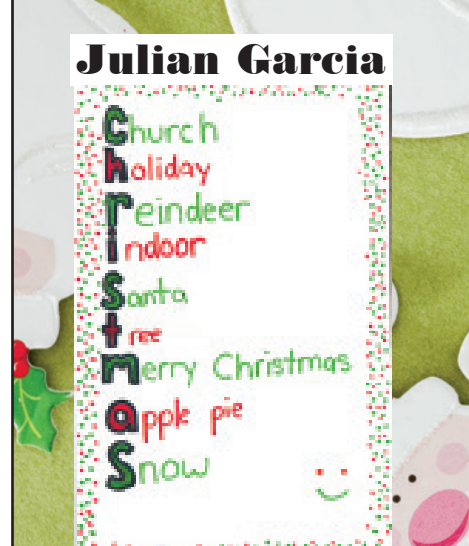 Julian Garcia
Church
holiday
reindeer
indoor
Santa
tree
merry Christmas
apple pie
Snow